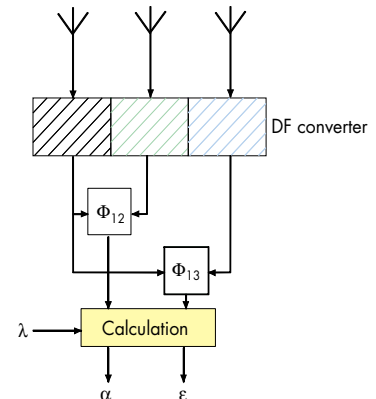 DF converter
Φ12
Φ13
λ
Calculation
α
ε